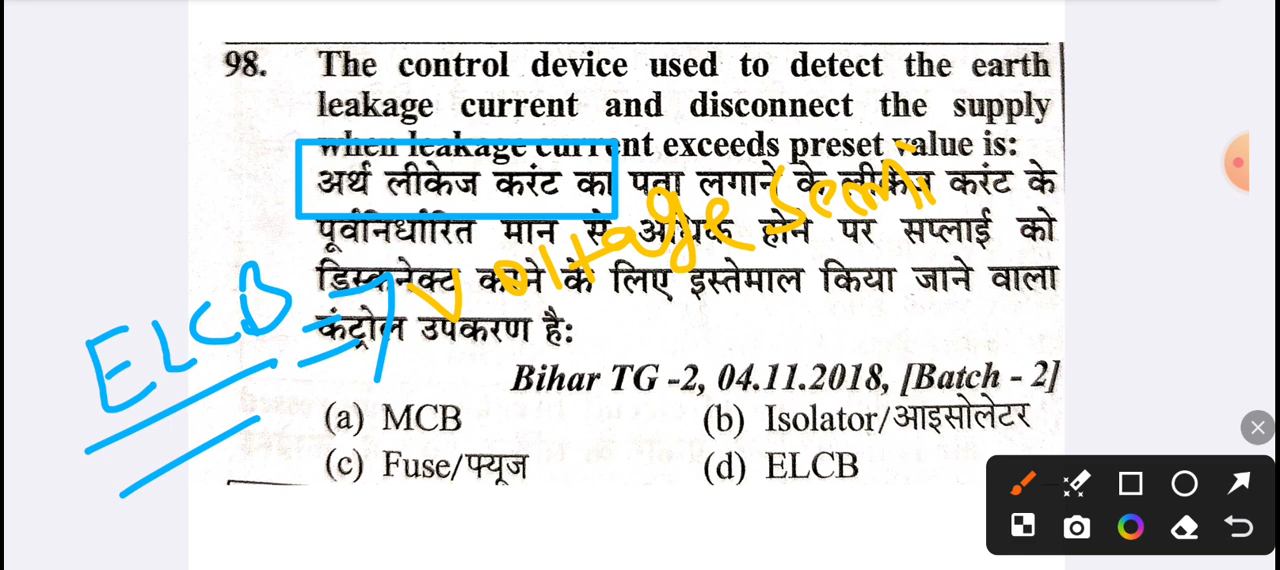 98. The control device used to detect the earth
leakage current and disconnect the supply
when leakage current exceeds preset value is:
अर्थ लीकेज करंट का पता लगाने के लीकेज करंट के
पूर्वनिर्धारित मान से अधिक होने पर सप्लाई को
डिस्कनेक्ट करने के लिए इस्तेमाल किया जाने वाला
कंट्रोल उपकरण है:
Bihar TG -2, 04.11.2018, [Batch - 2]
(a) MCB (b) Isolator/आइसोलेटर
(c) Fuse/फ्यूज (d) ELCB
ELCB
voltage